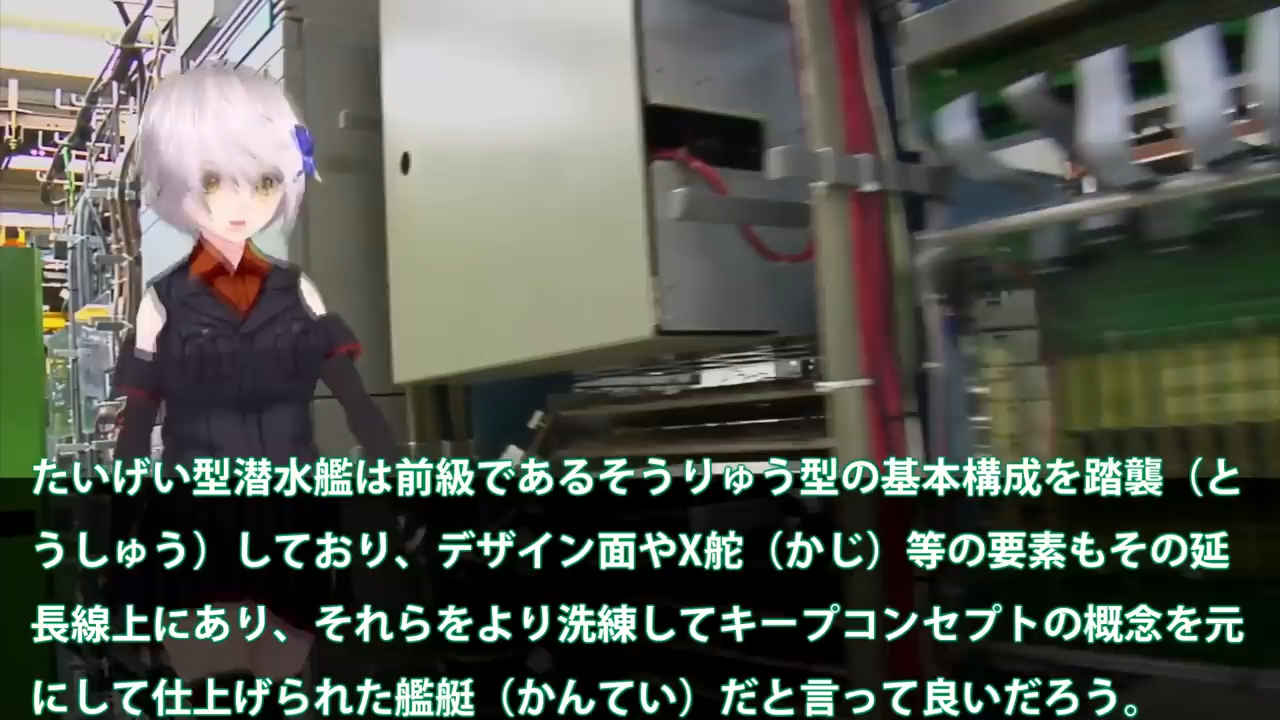 たいげい型潜水艦は前級であるそうりゅう型の基本構成を踏襲（と
うしゅう）しており、デザイン面やX舵（かじ）等の要素もその延
長線上にあり、それらをより洗練してキープコンセプトの概念を元
にして仕上げられた艦艇（かんてい）だと言って良いだろう。